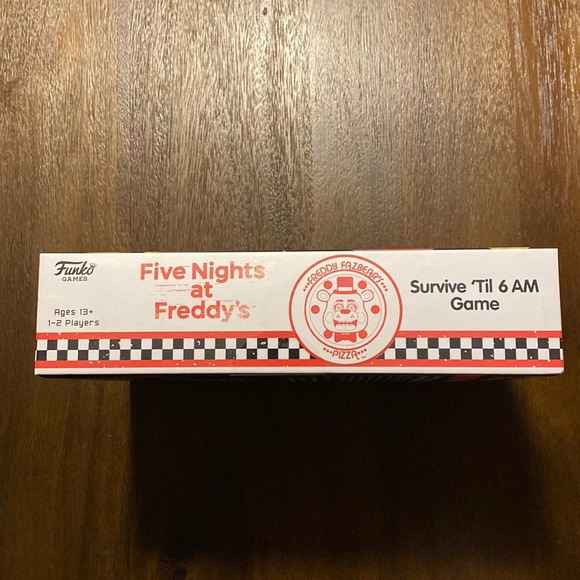 Funko
GAMES
Ages 13+
1-2 Players
Five Nights
at
Freddy's
•••FREDDY FAZBEAR'S•••
PIZZA
Survive 'Til 6 AM
Game